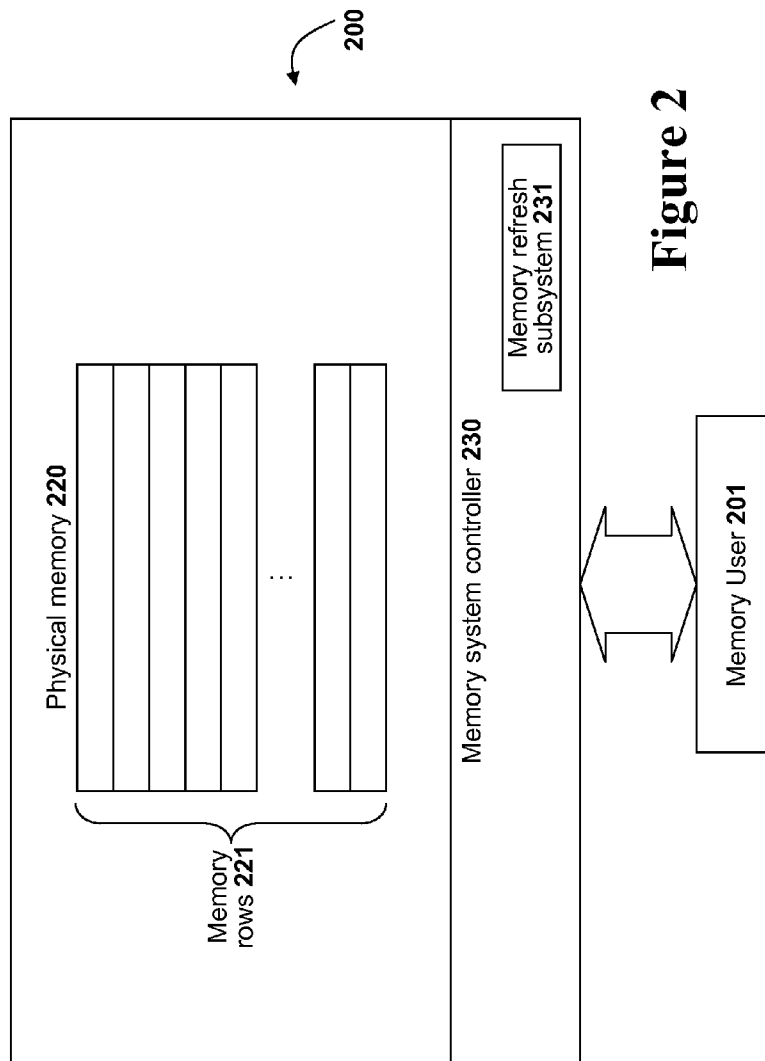 200
Physical memory 220
...
Memory
rows 221
Memory system controller 230
Memory refresh
subsystem 231
Memory User 201
Figure 2